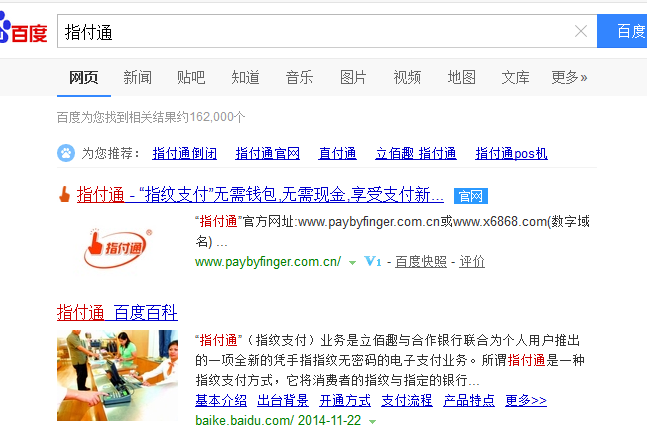 百度 指付通 百度
网页 新闻 贴吧 知道 音乐 图片 视频 地图 文库 更多»
百度为您找到相关结果约162,000个
为您推荐： 指付通倒闭 指付通官网 直付通 立佰趣 指付通 指付通pos机
指付通 - “指纹支付”无需钱包,无需现金,享受支付新... 官网
指付通®
“指付通”官方网址:www.paybyfinger.com.cn或www.x6868.com(数字域
名) ...
www.paybyfinger.com.cn/ V1 - 百度快照 - 评价
指付通_百度百科
“指付通”（指纹支付）业务是立佰趣与合作银行联合为个人用户推出
的一项全新的凭手指指纹无密码的电子支付业务。所谓指付通是一种
指纹支付方式，它将消费者的指纹与指定的银行...
基本介绍 出台背景 开通方式 支付流程 产品特点 更多>>
baike.baidu.com/ 2014-11-22